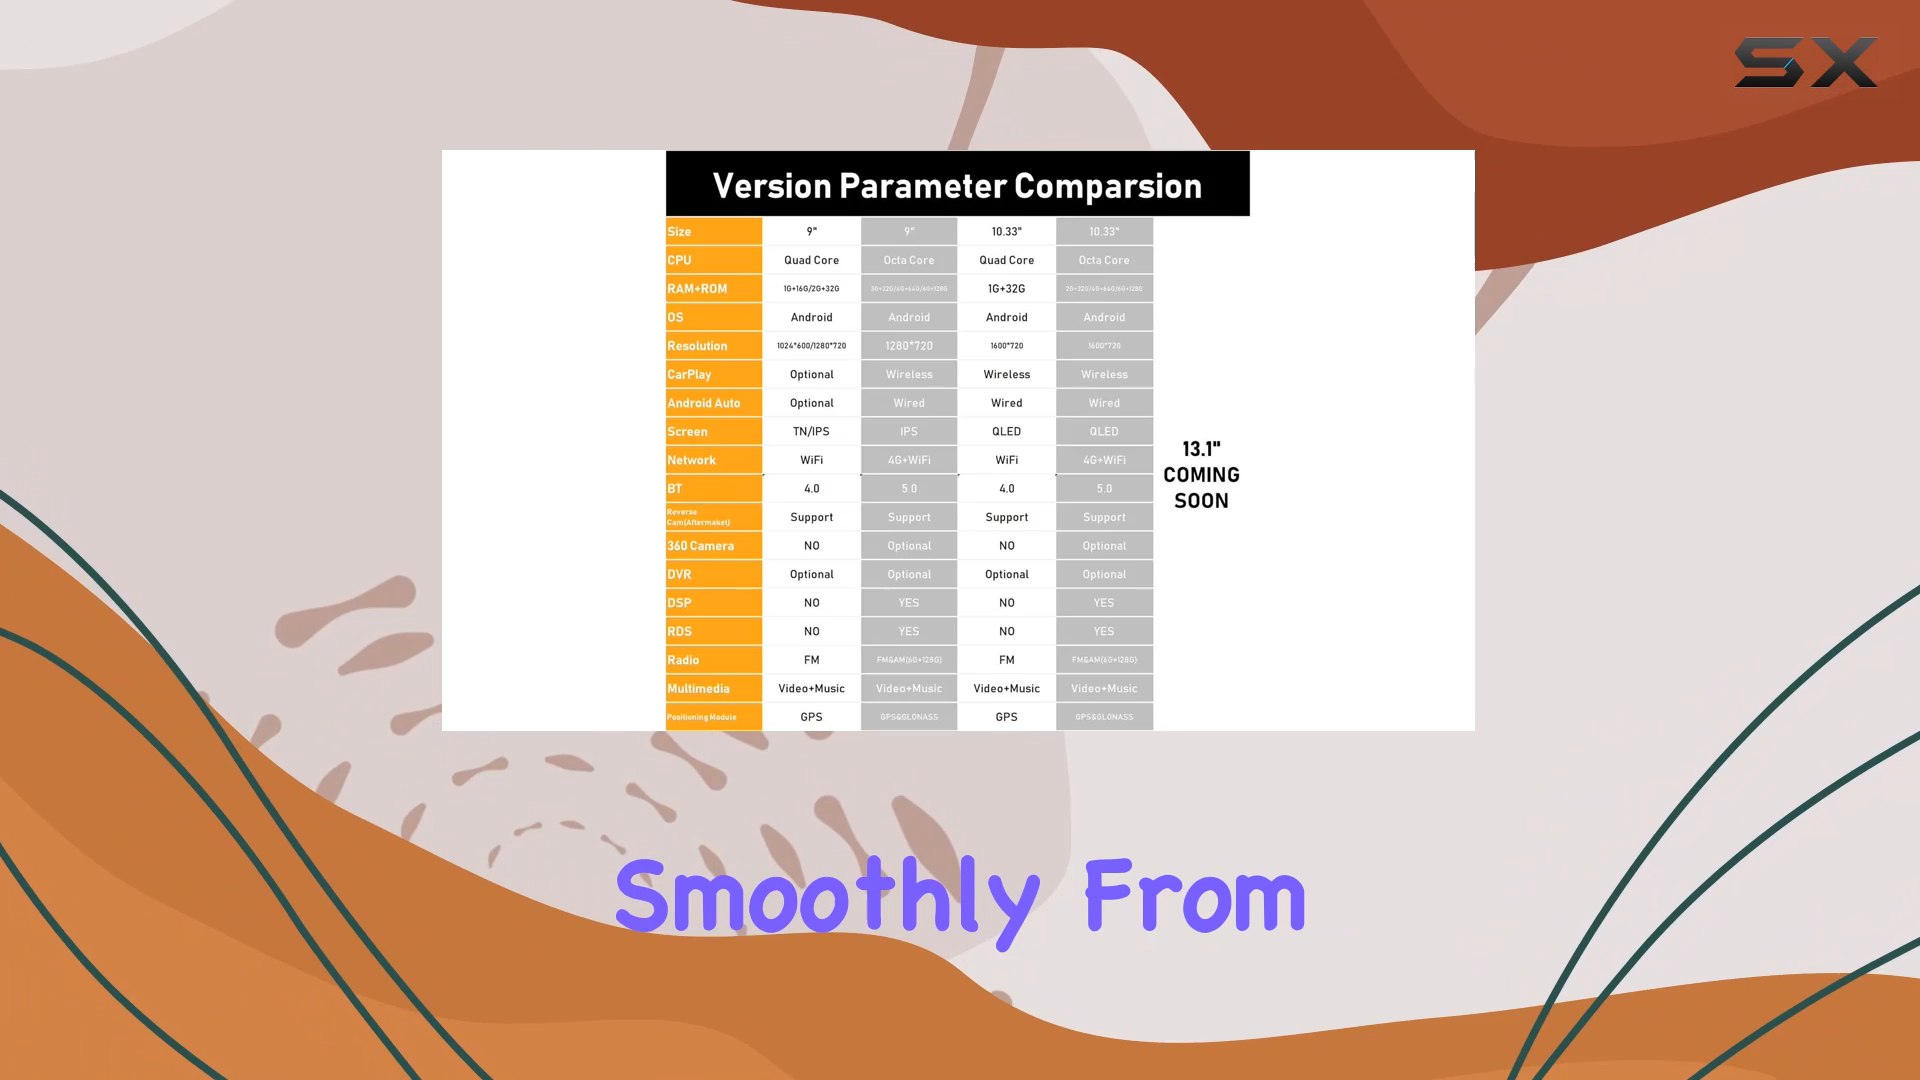 SX
Version Parameter Comparsion
Size 9" 9" 10.33" 10.33"
CPU Quad Core Octa Core Quad Core Octa Core
RAM+ROM 1G+16G/2G+32G 1G+32G
OS Android Android Android Android
Resolution 1024*600/1280*720 1280*720 1600*720 1600*720
CarPlay Optional Wireless Wireless Wireless
Android Auto Optional Wired Wired Wired
Screen TN/IPS IPS QLED QLED
Network WiFi 4G+WiFi WiFi 4G+WiFi
BT 4.0 5.0 4.0 5.0
Reverse
Cam(Aftermaket) Support Support Support Support
360 Camera NO Optional NO Optional
DVR Optional Optional Optional Optional
DSP NO YES NO YES
RDS NO YES NO YES
Radio FM FM&AM(6G+128G) FM FM&AM(6G+128G)
Multimedia Video+Music Video+Music Video+Music Video+Music
Positioning Module GPS GPS&GLONASS GPS GPS&GLONASS
13.1"
COMING
SOON
Smoothly From